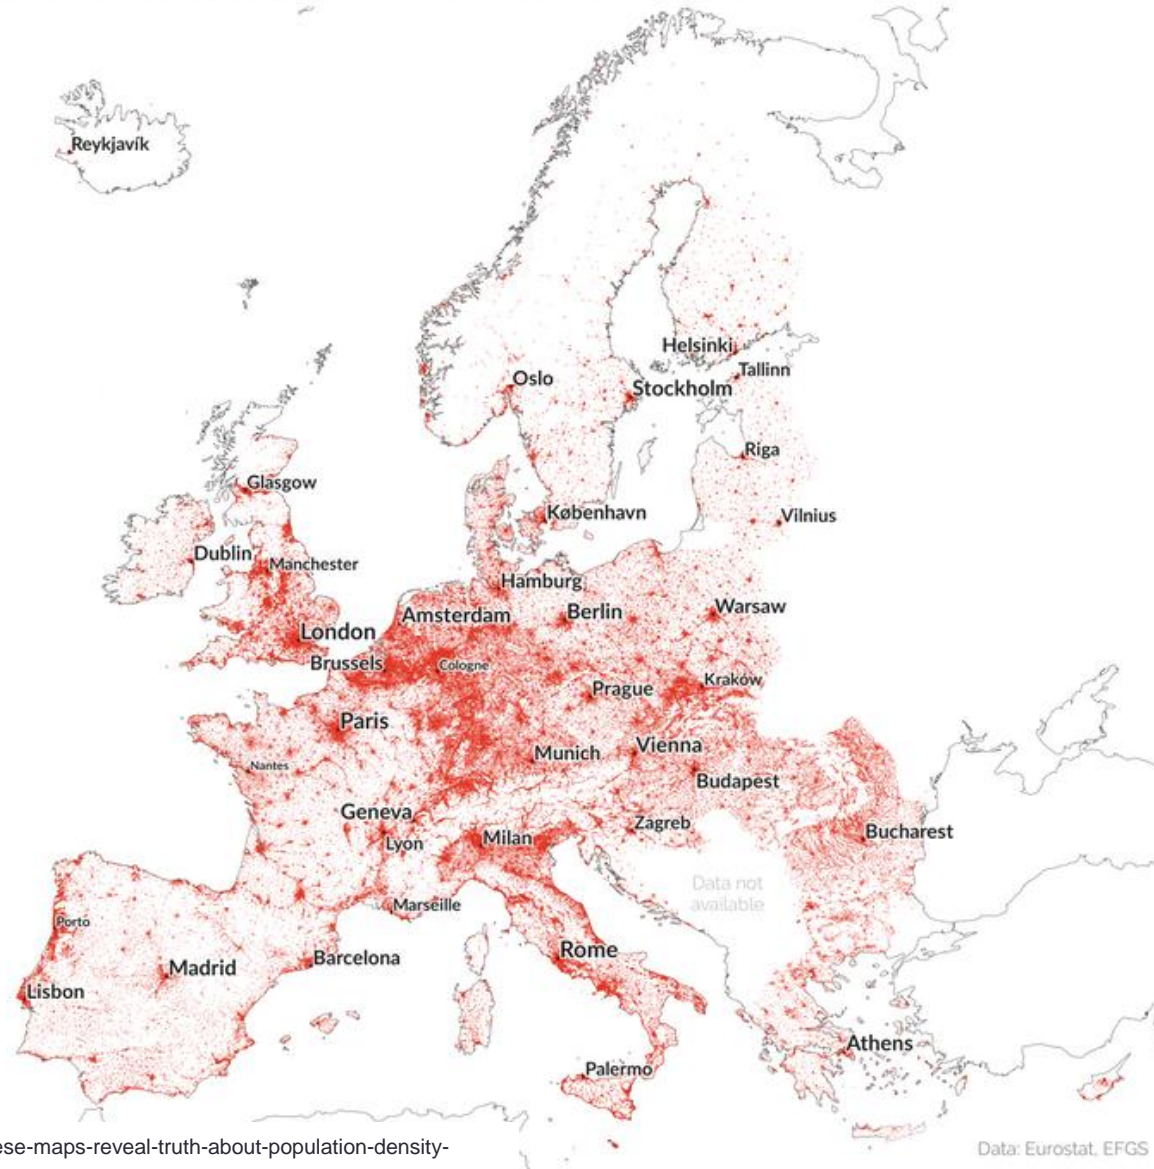 Reykjavík
Helsinki
Tallinn
Oslo
Stockholm
Riga
Glasgow
København
Vilnius
Dublin
Manchester
Hamburg
Amsterdam
Berlin
Warsaw
London
Brussels
Cologne
Kraków
Prague
Paris
Vienna
Munich
Nantes
Budapest
Geneva
Zagreb
Bucharest
Milan
Lyon
Data not
available
Marseille
Porto
Rome
Barcelona
Madrid
Lisbon
Athens
Palermo
ese-maps-reveal-truth-about-population-density-
Data: Eurostat, EFGS